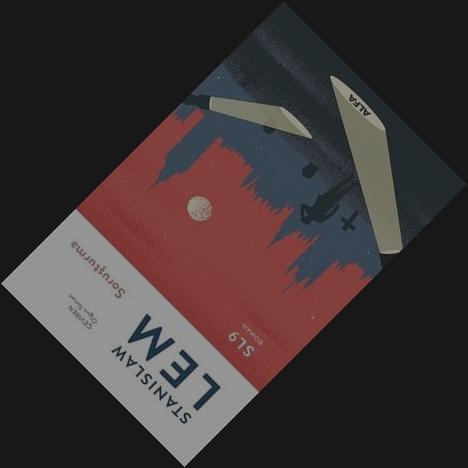 STANISLAW
LEM
Soruşturma
ÇEVİREN
SL9
ROMAN
ALFA